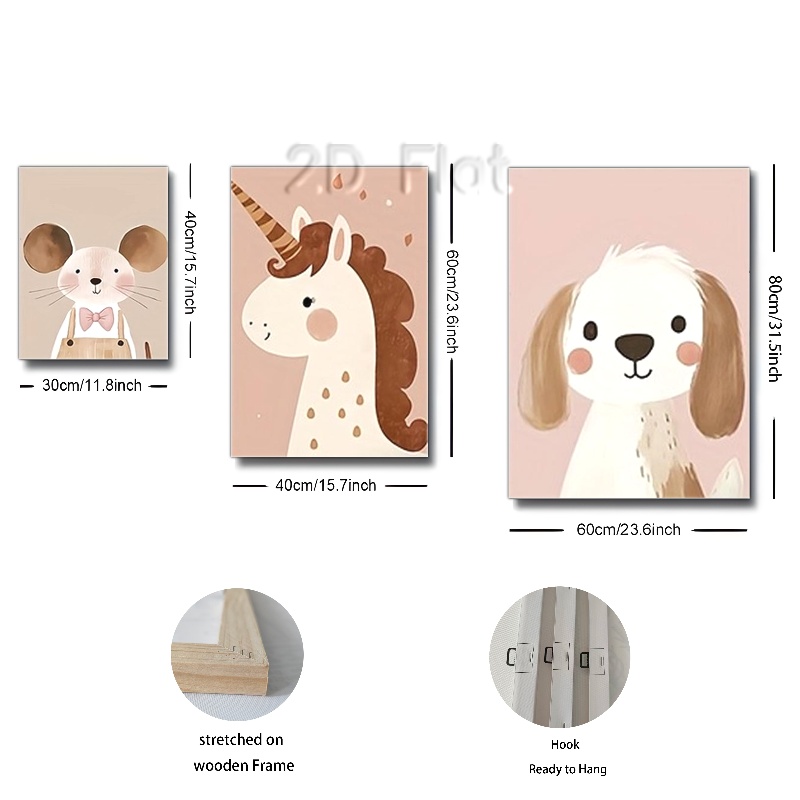 2D Flat
40cm/15.7inch
30cm/11.8inch
60cm/23.6inch
40cm/15.7inch
80cm/31.5inch
60cm/23.6inch
stretched on
wooden Frame
Hook
Ready to Hang